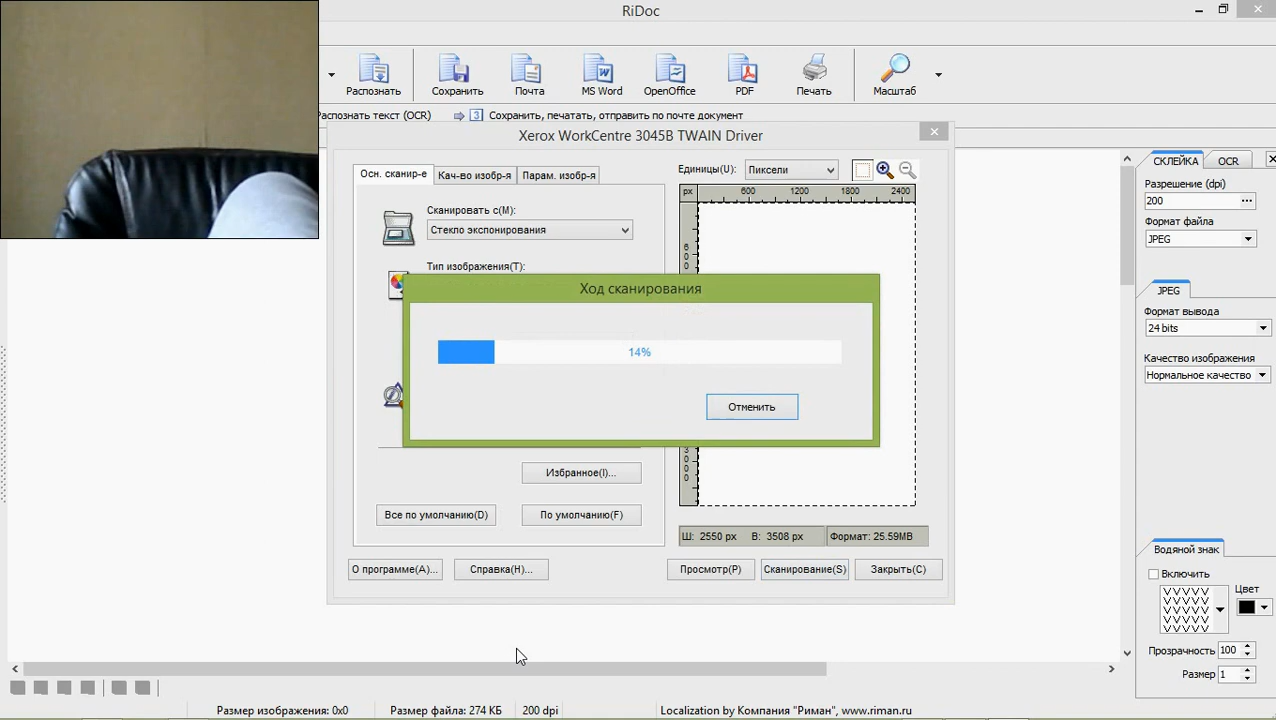 RiDoc
Распознать
Сохранить
Почта
MS Word
OpenOffice
PDF
Печать
Масштаб
Распознать текст (OCR)
3 Сохранить, печатать, отправить по почте документ
Xerox WorkCentre 3045B TWAIN Driver
Осн. сканир-е
Кач-во изобр-я
Парам. изобр-я
Единицы(U):
Пиксели
px
600 1200 1800 2400
Сканировать с(M):
Стекло экспонирования
Тип изображения(T):
Ход сканирования
14%
Отменить
Избранное(I)...
Все по умолчанию(D)
По умолчанию(F)
Ш: 2550 px В: 3508 px
Формат: 25.59MB
О программе(A)...
Справка(H)...
Просмотр(P)
Сканирование(S)
Закрыть(C)
СКЛЕЙКА
OCR
Разрешение (dpi)
200
Формат файла
JPEG
JPEG
Формат вывода
24 bits
Качество изображения
Нормальное качество
Водяной знак
Включить
Цвет
Прозрачность 100
Размер 1
Размер изображения: 0x0
Размер файла: 274 КБ
200 dpi
Localization by Компания "Риман", www.riman.ru